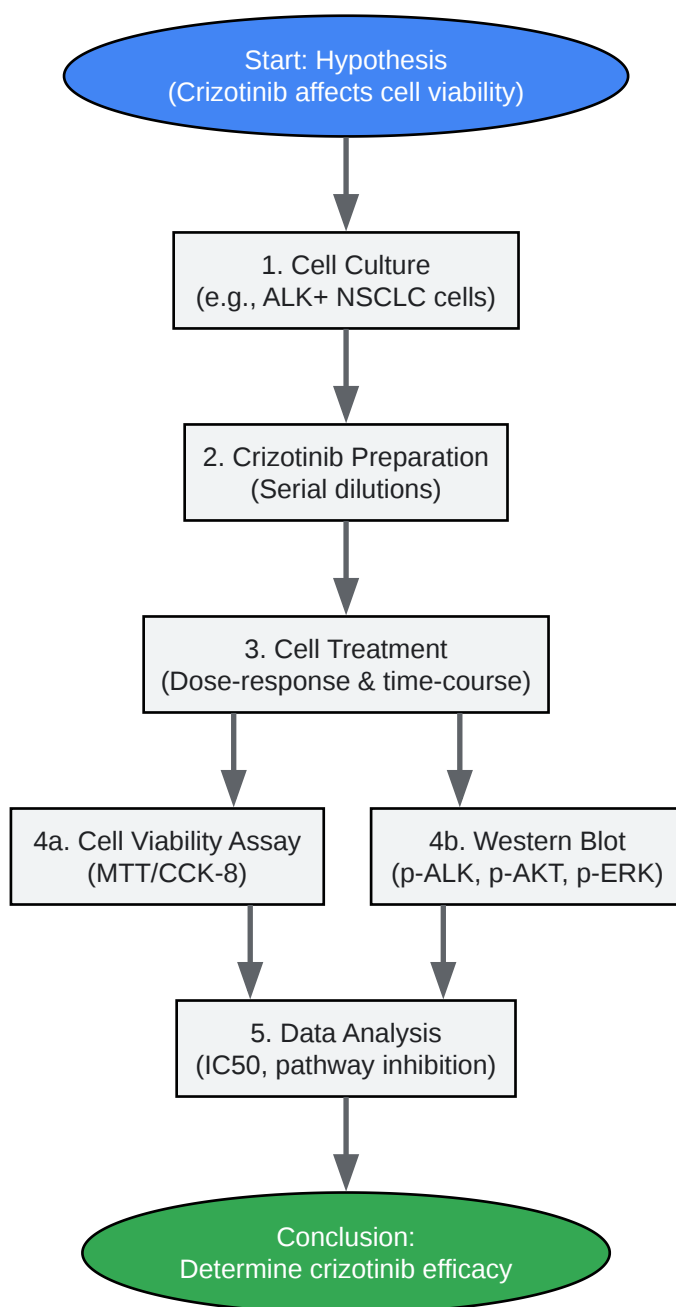 Start: Hypothesis
(Crizotinib affects cell viability)
1. Cell Culture
(e.g., ALK+ NSCLC cells)
2. Crizotinib Preparation
(Serial dilutions)
3. Cell Treatment
(Dose-response & time-course)
4a. Cell Viability Assay
(MTT/CCK-8)
4b. Western Blot
(p-ALK, p-AKT, p-ERK)
5. Data Analysis
(IC50, pathway inhibition)
Conclusion:
Determine crizotinib efficacy